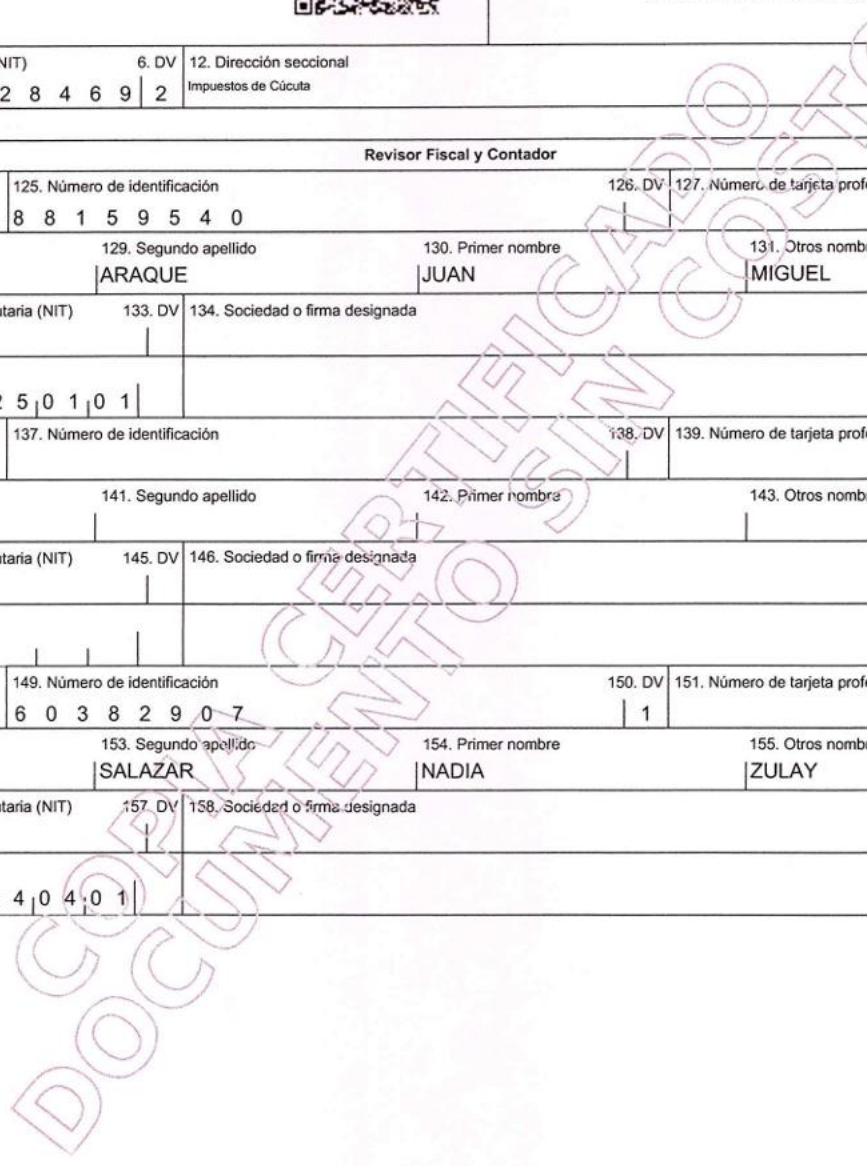 NIT) 6. DV 12. Dirección seccional
2 8 4 6 9 2 Impuestos de Cúcuta
Revisor Fiscal y Contador
125. Número de identificación 126. DV 127. Número de tarjeta profe
8 8 1 5 9 5 4 0
129. Segundo apellido 130. Primer nombre 131. Otros nomb
ARAQUE JUAN MIGUEL
taria (NIT) 133. DV 134. Sociedad o firma designada
5 0 1 0 1
137. Número de identificación 138. DV 139. Número de tarjeta profe
141. Segundo apellido 142. Primer nombre 143. Otros nomb
taria (NIT) 145. DV 146. Sociedad o firma designada
149. Número de identificación 150. DV 151. Número de tarjeta profe
6 0 3 8 2 9 0 7 1
153. Segundo apellido 154. Primer nombre 155. Otros nomb
SALAZAR NADIA ZULAY
taria (NIT) 157. DV 158. Sociedad o firma designada
4 0 4 0 1
COPIA CERTIFICADO
DOCUMENTO SIN COSTO